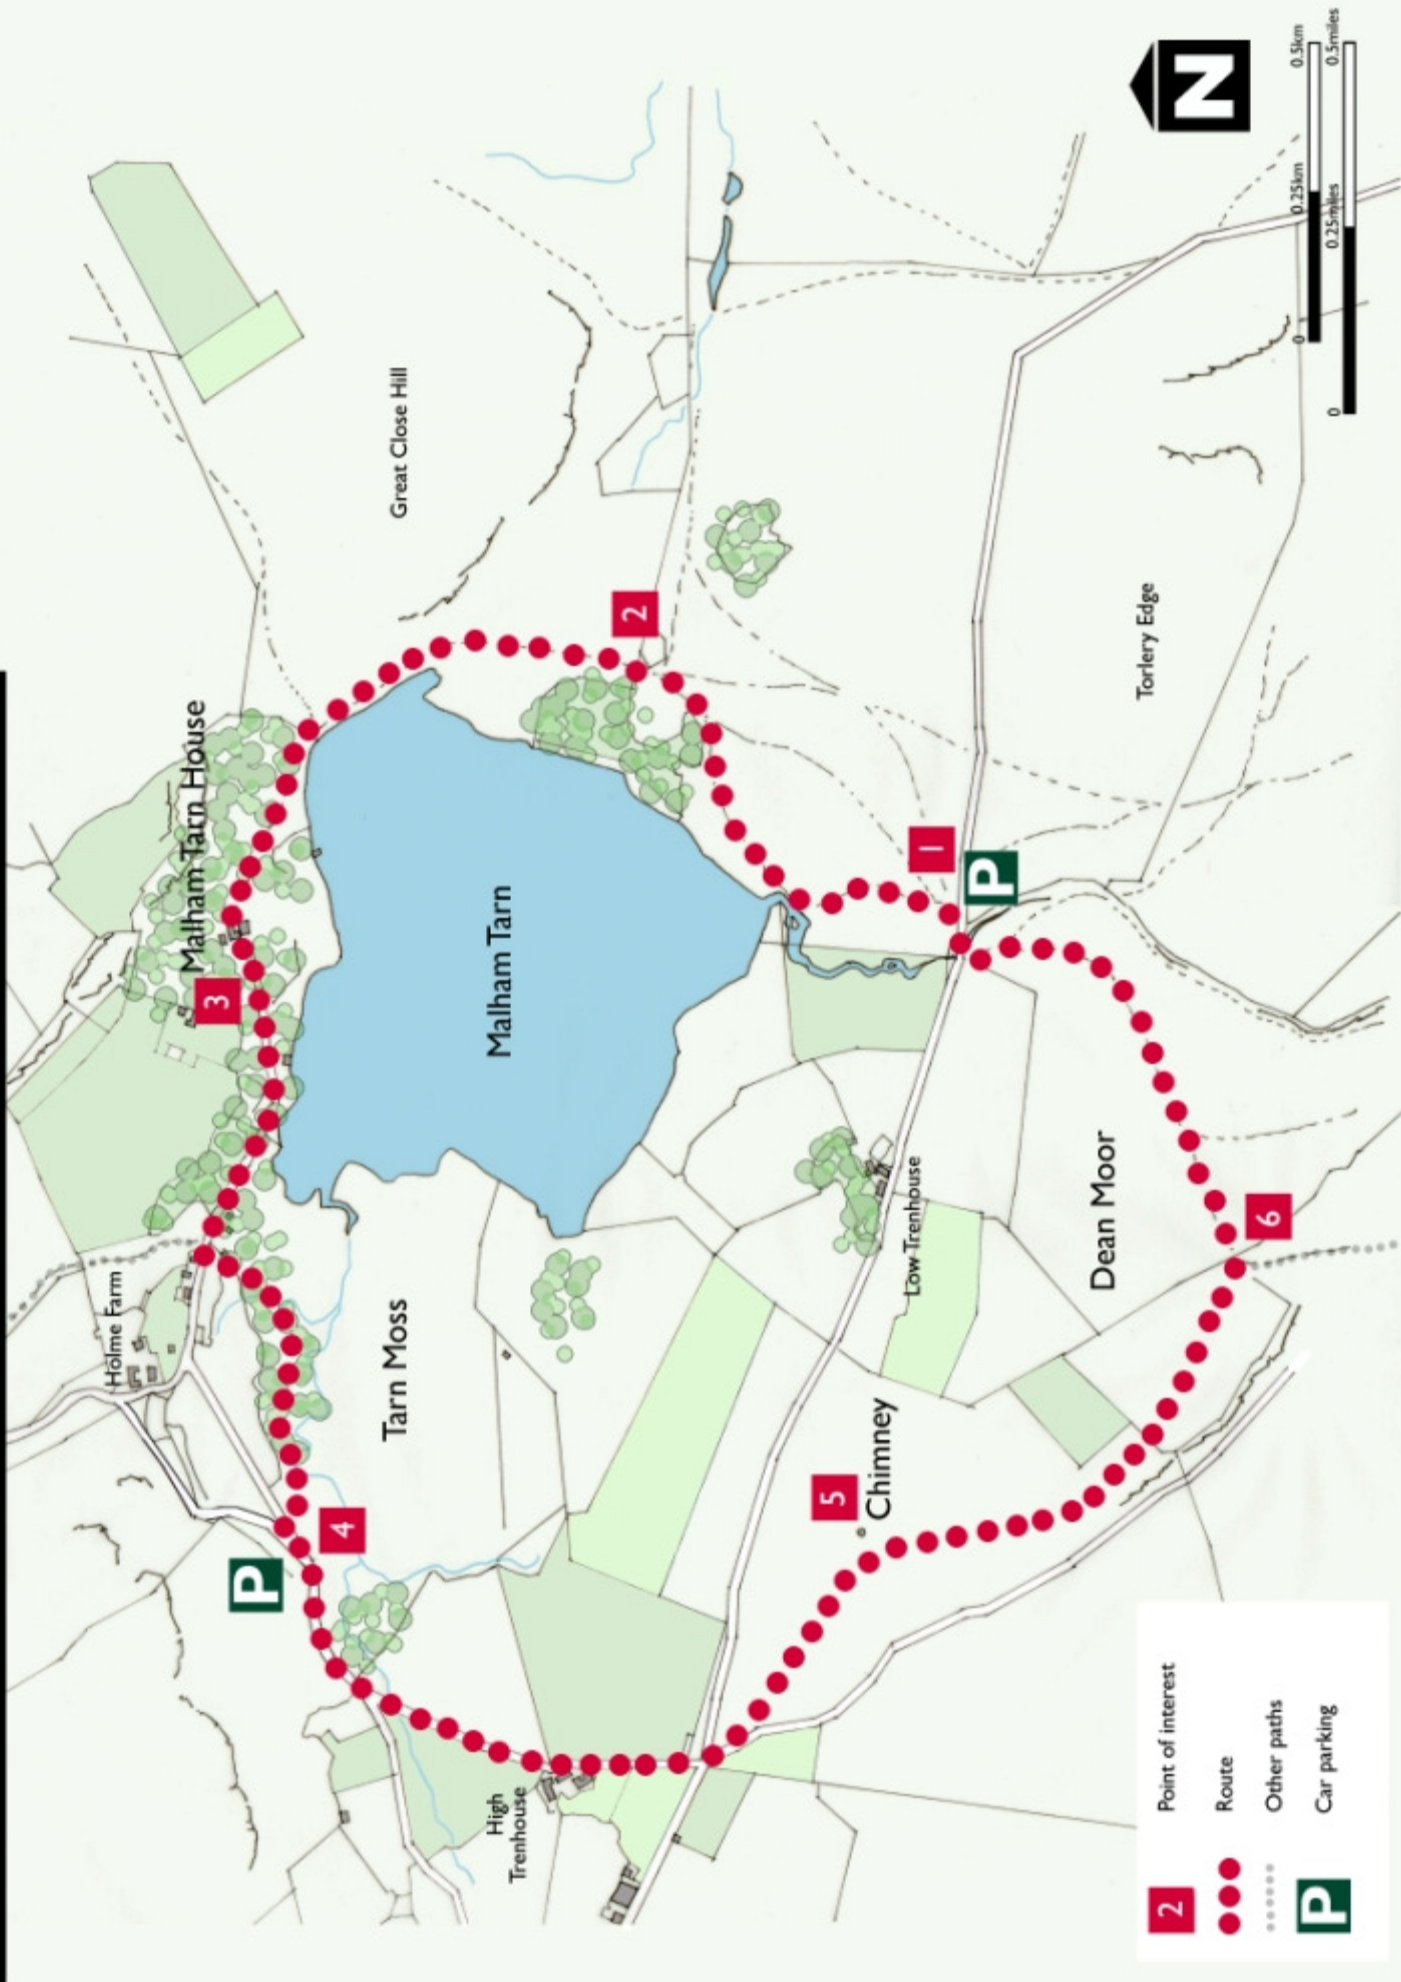 Malham Tarn House
Holme Farm
Great Close Hill
3
2
4
P
Malham Tarn
Tarn Moss
High
Trenhouse
1
P
Low Trenhouse
5
Chimney
Dean Moor
Torlery Edge
6
N
0
0.25km
0.5km
0
0.25miles
0.5miles
2
Point of interest
Route
Other paths
P
Car parking